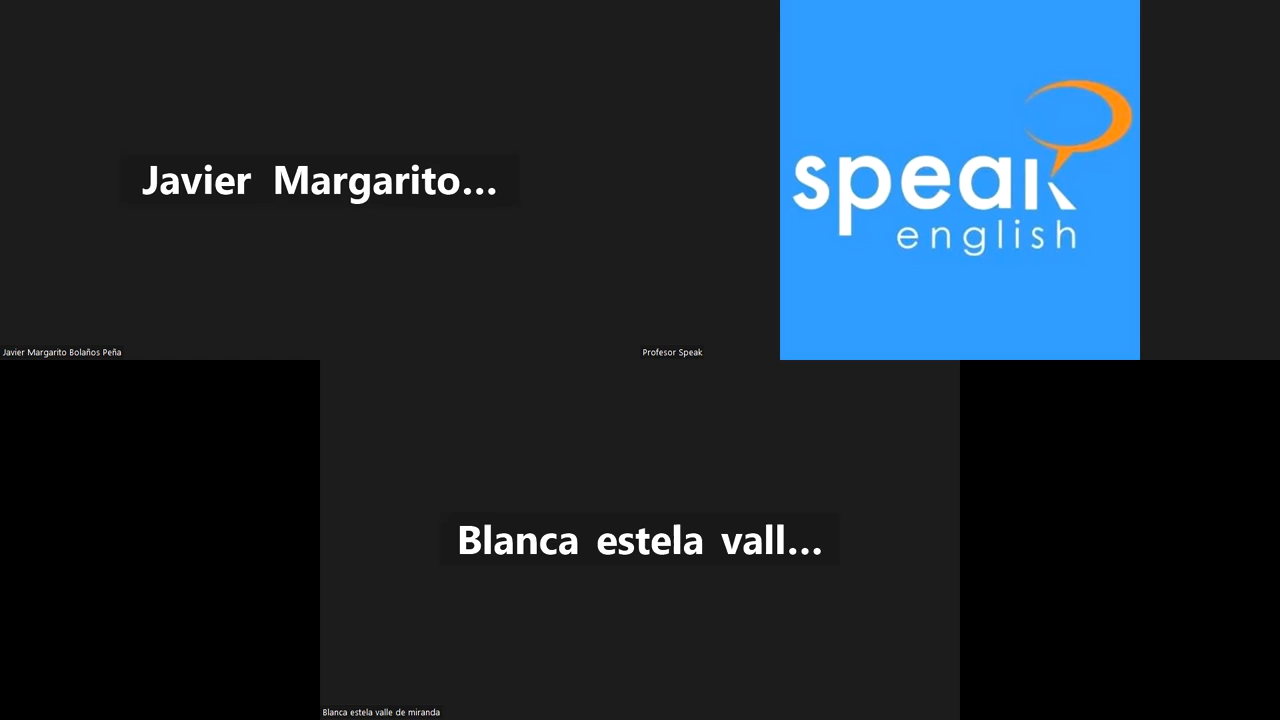 Javier Margarito...
speak
english
Javier Margarito Bolaños Peña
Profesor Speak
Blanca estela vall...
Blanca estela valle de miranda